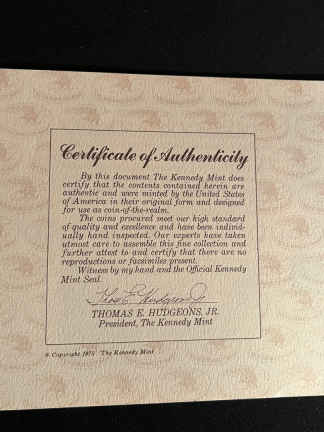 Certificate of Authenticity
By this document The Kennedy Mint does
certify that the contents contained herein are
authentic and were minted by the United States
of America in their original form and designed
for use as coin-of-the-realm.
The coins procured meet our high standard
of quality and excellence and have been individ-
ually hand inspected. Our experts have taken
utmost care to assemble this fine collection and
further attest to and certify that there are no
reproductions or facsimiles present.
Witness by my hand and the Official Kennedy
Mint Seal.
Thos E. Hudgeons Jr
THOMAS E. HUDGEONS, JR.
President, The Kennedy Mint
© Copyright 1975 The Kennedy Mint